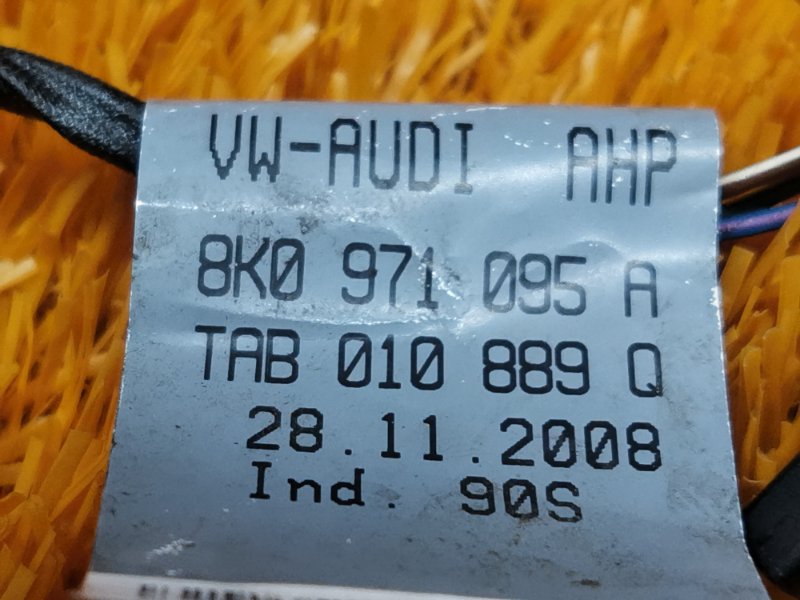 VW-AUDI AHP
8K0 971 095 A
TAB 010 889 Q
28.11.2008
Ind. 90S